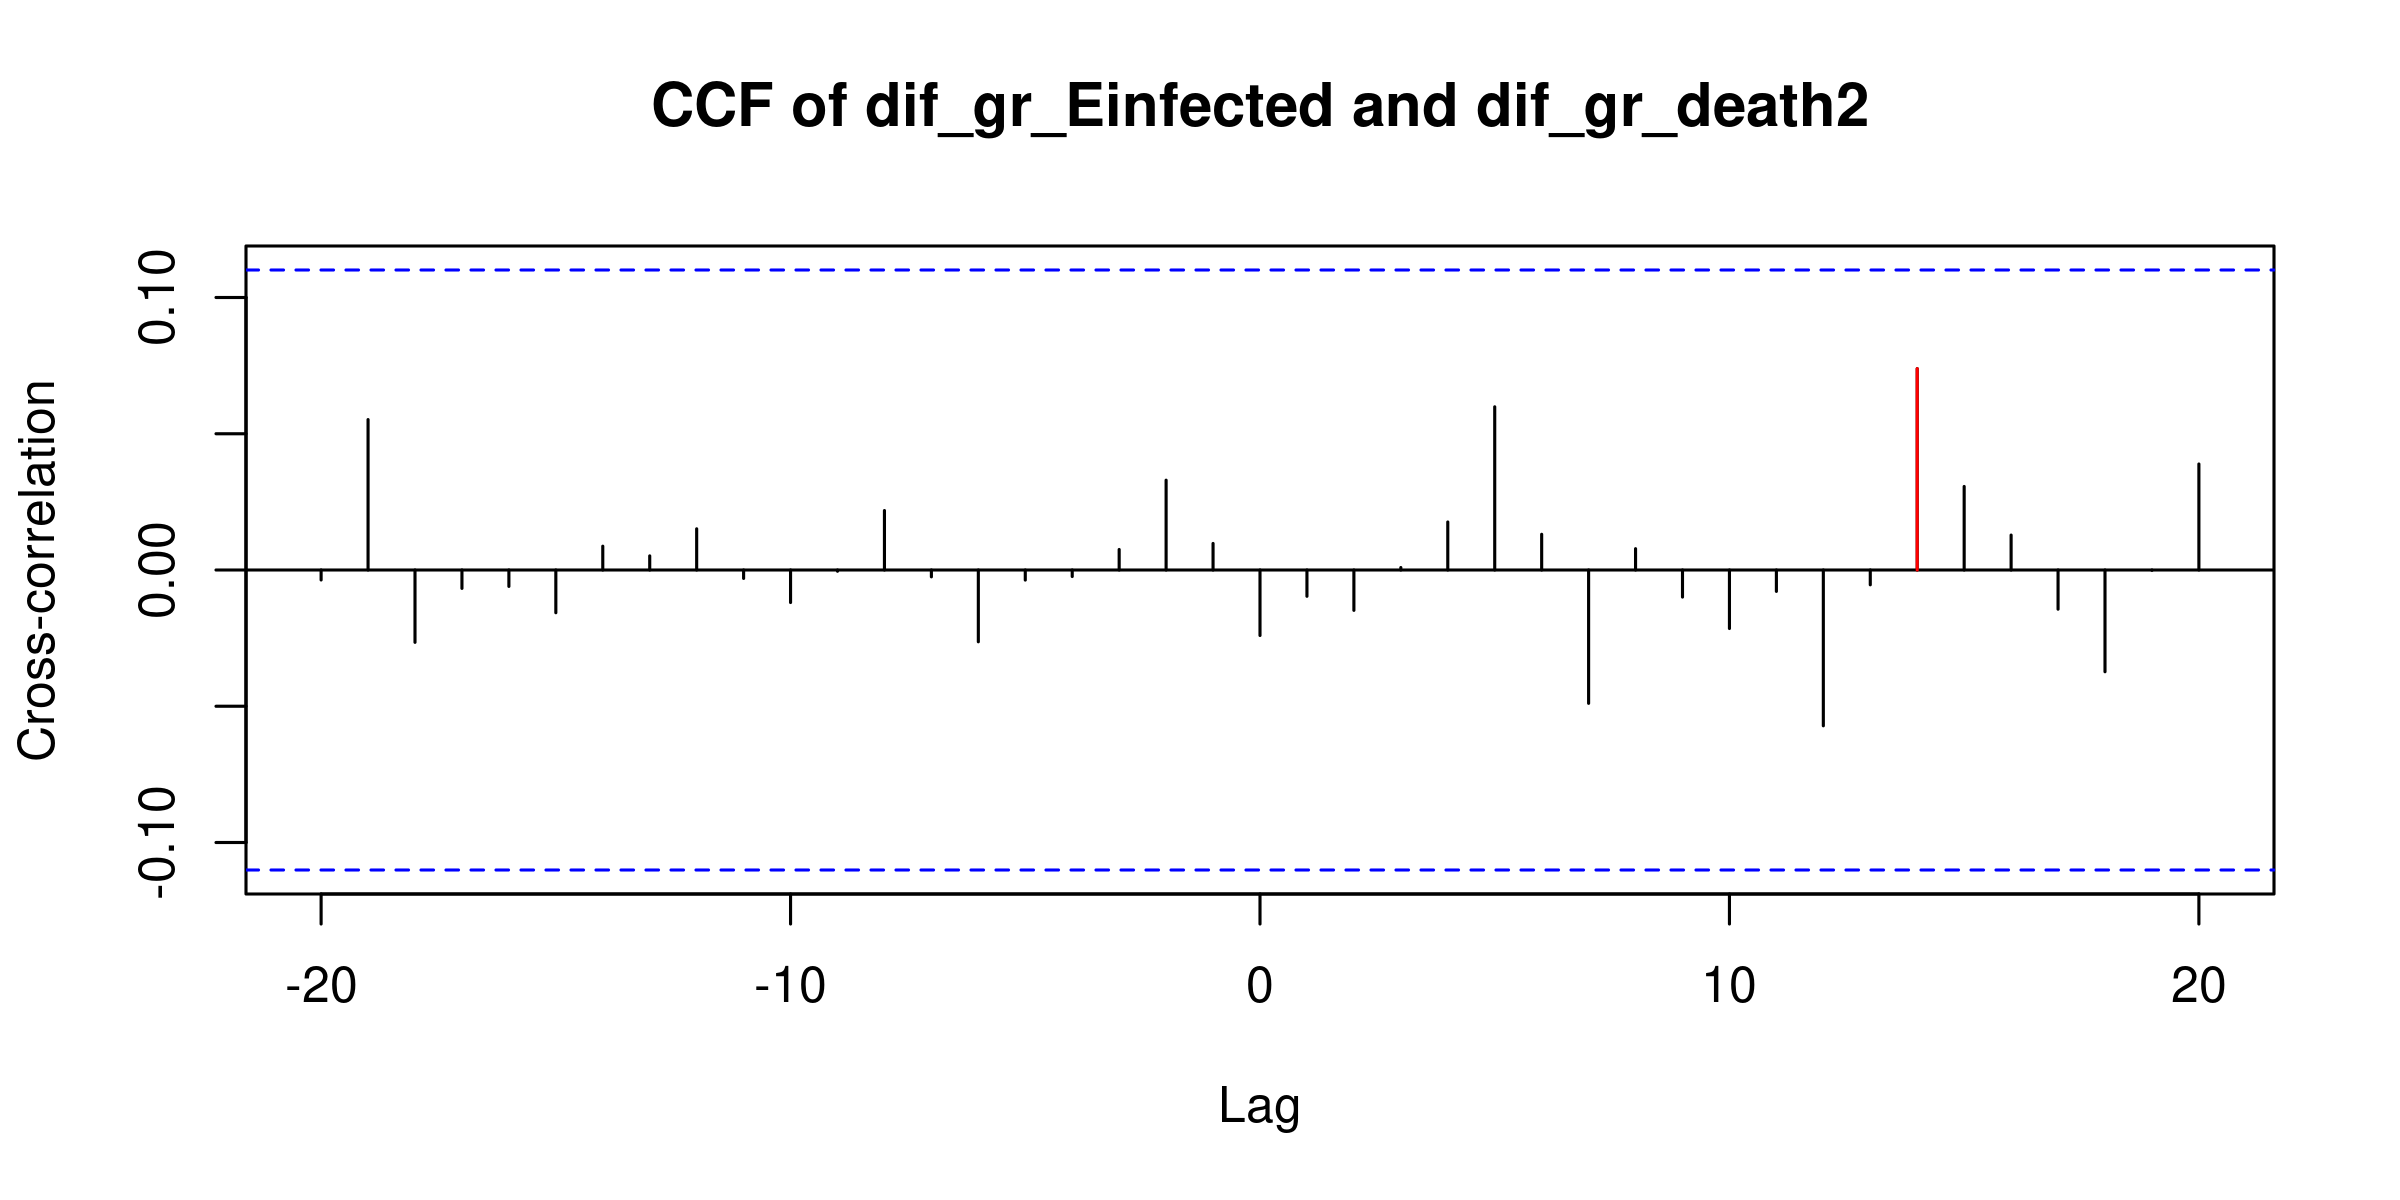 CCF of dif_gr_Einfected and dif_gr_death2
Cross-correlation
0.10
0.00
-0.10
-20
-10
0
10
20
Lag